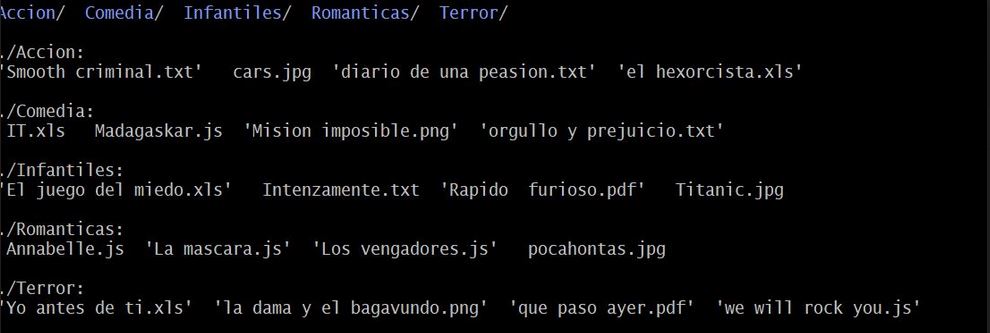 Accion/  Comedia/  Infantiles/  Romanticas/  Terror/
./Accion:
'Smooth criminal.txt'   cars.jpg  'diario de una peasion.txt'  'el hexorcista.xls'
./Comedia:
IT.xls   Madagaskar.js  'Mision imposible.png'  'orgullo y prejuicio.txt'
./Infantiles:
'El juego del miedo.xls'   Intenzamente.txt  'Rapido  furioso.pdf'   Titanic.jpg
./Romanticas:
Annabelle.js  'La mascara.js'  'Los vengadores.js'   pocahontas.jpg
./Terror:
'Yo antes de ti.xls'  'la dama y el bagavundo.png'  'que paso ayer.pdf'  'we will rock you.js'